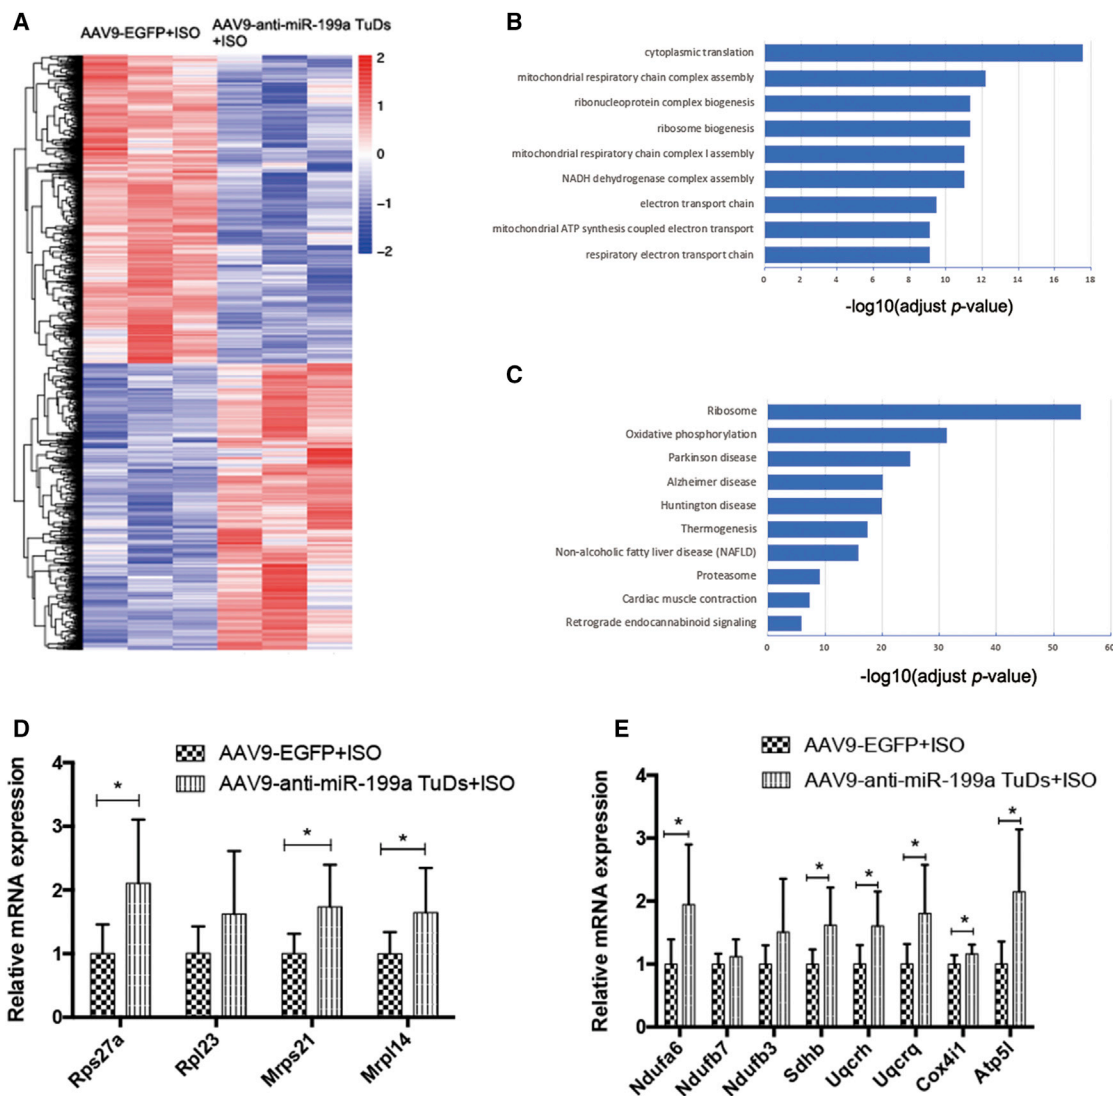 A
AAV9-EGFP+ISO
AAV9-anti-miR-199a TuDs
+ISO
2
1
0
−1
−2
B
cytoplasmic translation
mitochondrial respiratory chain complex assembly
ribonucleoprotein complex biogenesis
ribosome biogenesis
mitochondrial respiratory chain complex I assembly
NADH dehydrogenase complex assembly
electron transport chain
mitochondrial ATP synthesis coupled electron transport
respiratory electron transport chain
0 2 4 6 8 10 12 14 16 18
-log10(adjust p-value)
C
Ribosome
Oxidative phosphorylation
Parkinson disease
Alzheimer disease
Huntington disease
Thermogenesis
Non-alcoholic fatty liver disease (NAFLD)
Proteasome
Cardiac muscle contraction
Retrograde endocannabinoid signaling
0 10 20 30 40 50 60
-log10(adjust p-value)
D
AAV9-EGFP+ISO
AAV9-anti-miR-199a TuDs+ISO
Relative mRNA expression
4
3
2
1
0
* * *
Rps27a Rpl23 Mrps21 Mrpl14
E
AAV9-EGFP+ISO
AAV9-anti-miR-199a TuDs+ISO
Relative mRNA expression
4
3
2
1
0
* * * * * *
Ndufa6 Ndufb7 Ndufb3 Sdhb Uqcrh Uqcrq Cox4i1 Atp5l